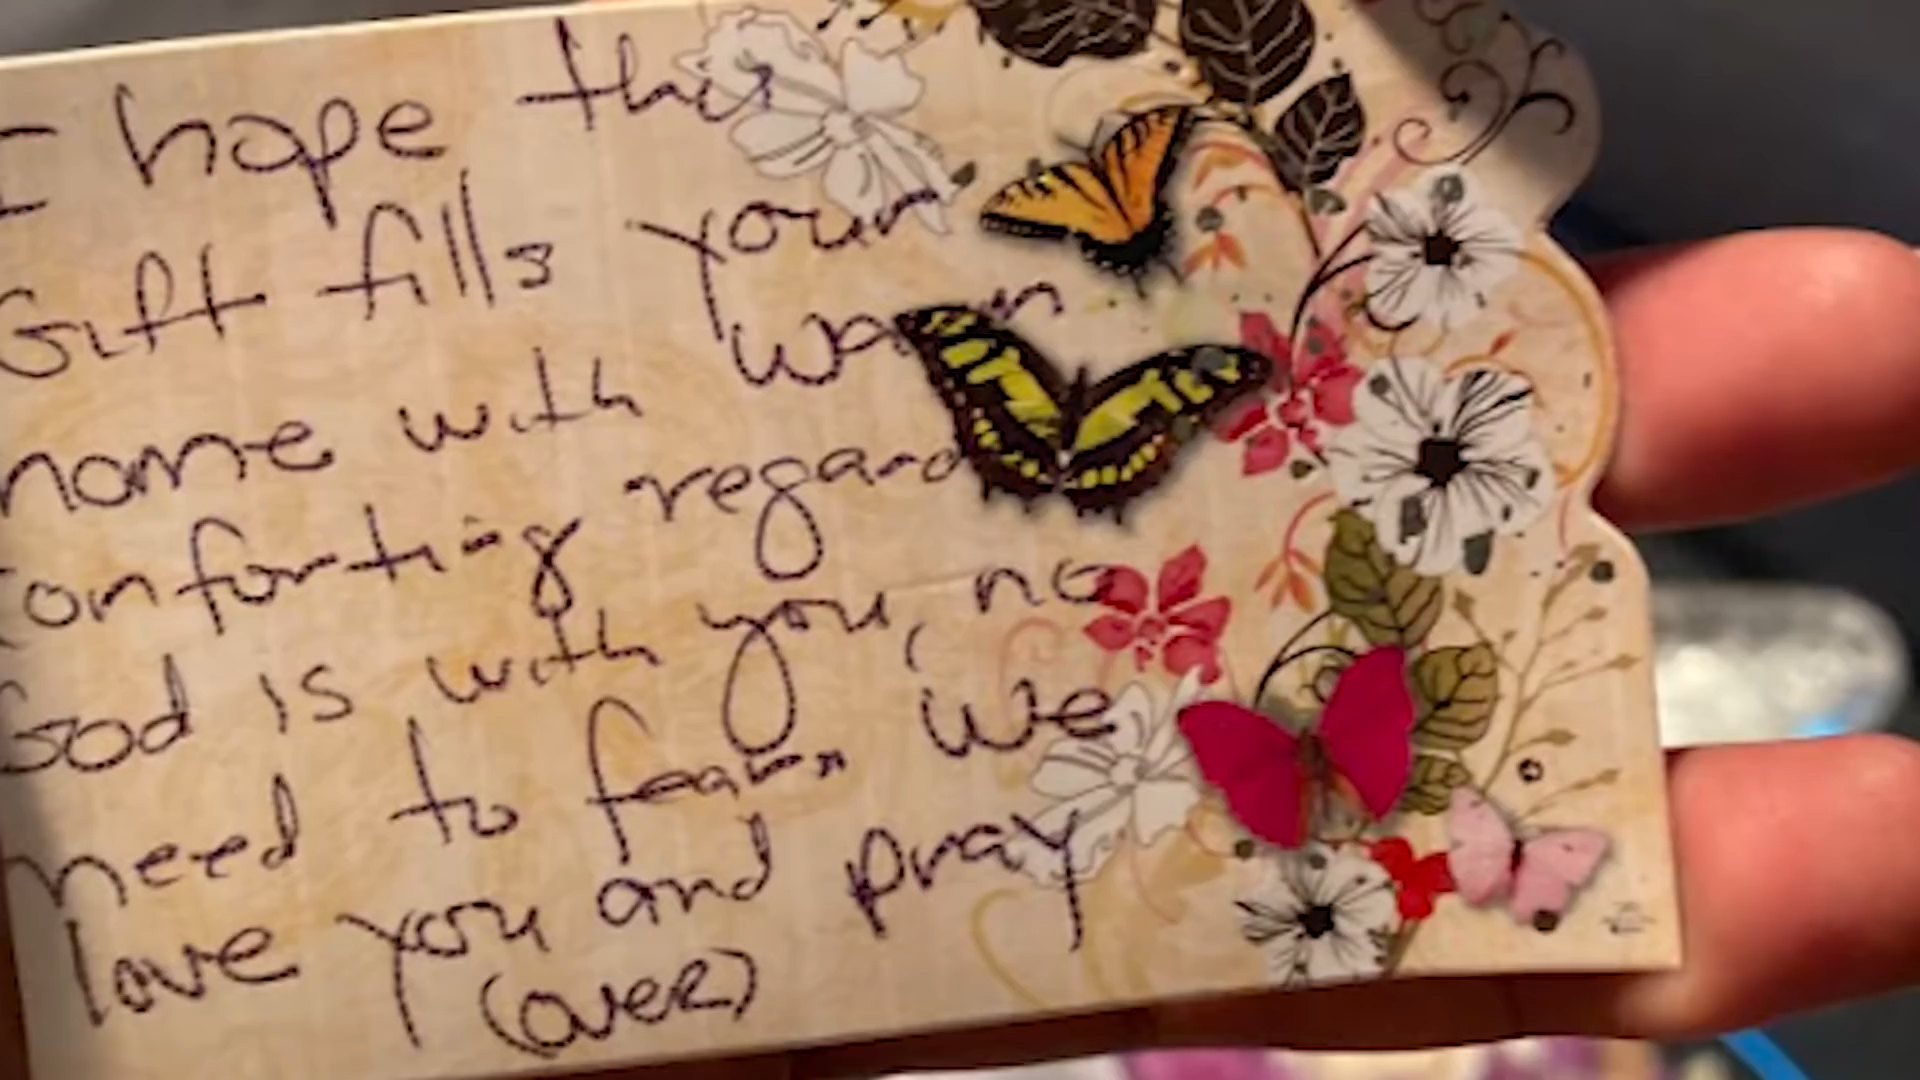 I hope this
Gift fills your
home with warm
comforting regard
God is with you, no
need to fear. We
love you and pray
(over)